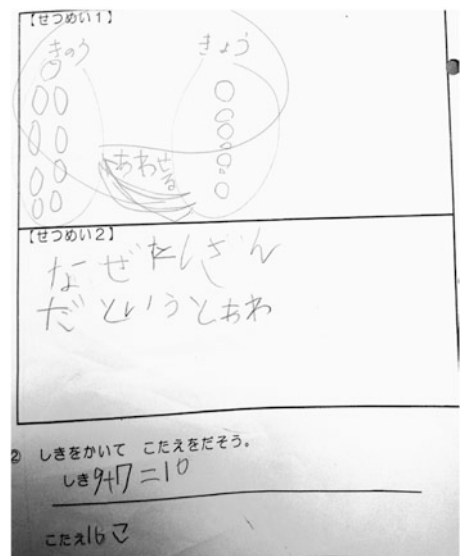 【せつめい1】
きのう
きょう
あわせる
【せつめい2】
なぜたしざん
だというとあわ
② しきをかいて こたえをだそう。
しき 9+7=16
こたえ16こ